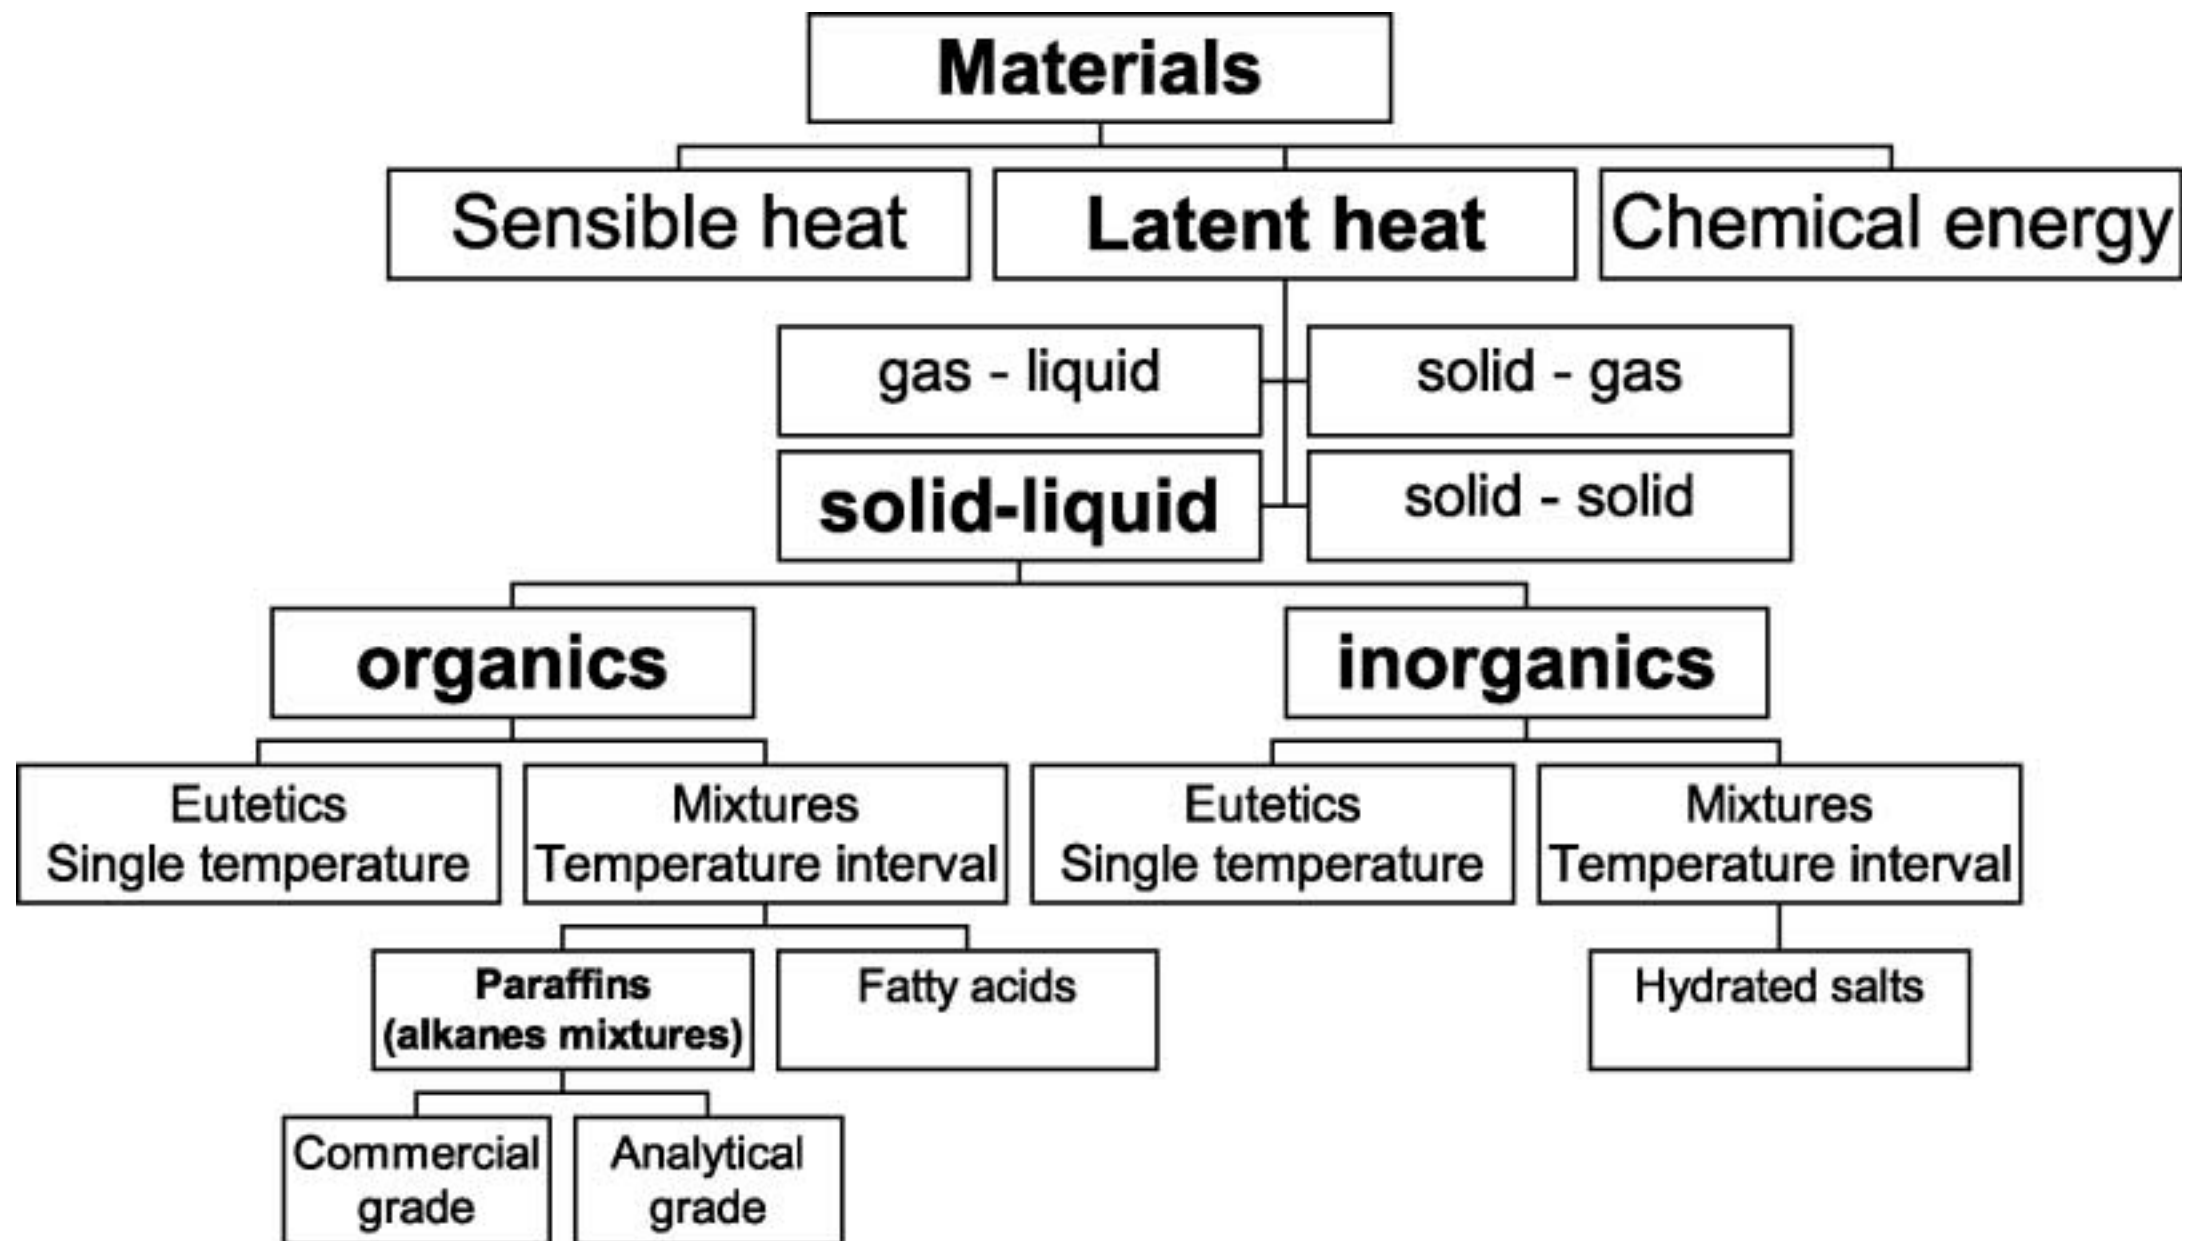 Materials
Sensible heat
Latent heat
Chemical energy
gas - liquid
solid - gas
solid-liquid
solid - solid
organics
inorganics
Eutetics
Single temperature
Mixtures
Temperature interval
Eutetics
Single temperature
Mixtures
Temperature interval
Paraffins
(alkanes mixtures)
Fatty acids
Hydrated salts
Commercial
grade
Analytical
grade